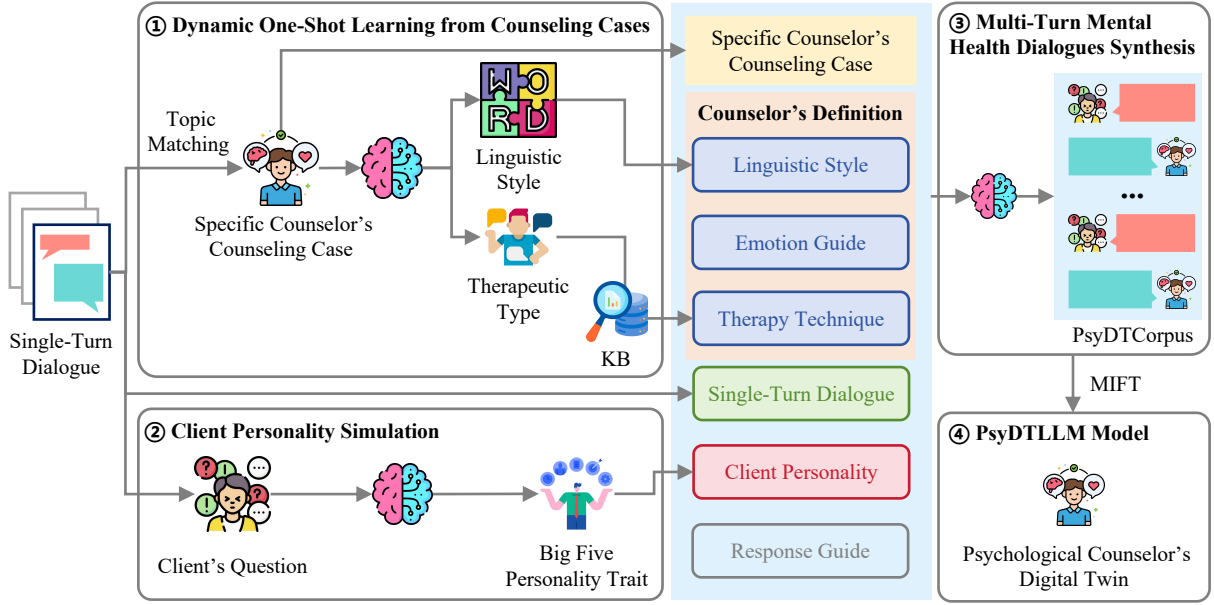 ① Dynamic One-Shot Learning from Counseling Cases
Topic
Matching
Specific Counselor's
Counseling Case
W O
R D
Linguistic
Style
Therapeutic
Type
KB
Single-Turn
Dialogue
② Client Personality Simulation
Client's Question
Big Five
Personality Trait
Specific Counselor's
Counseling Case
Counselor's Definition
Linguistic Style
Emotion Guide
Therapy Technique
Single-Turn Dialogue
Client Personality
Response Guide
③ Multi-Turn Mental
Health Dialogues Synthesis
...
PsyDTCorpus
MIFT
④ PsyDTLLM Model
Psychological Counselor's
Digital Twin